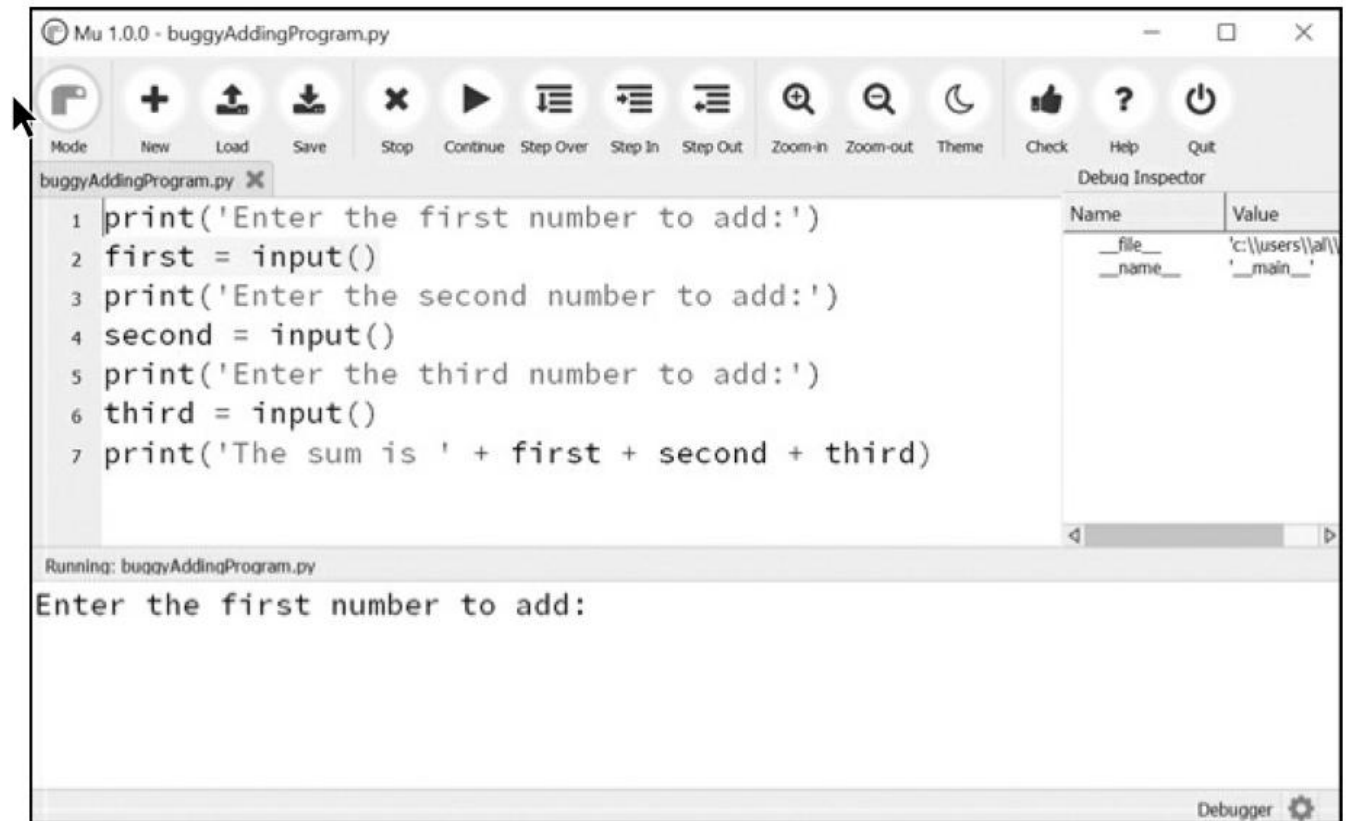 Mu 1.0.0 - buggyAddingProgram.py
Mode New Load Save Stop Continue Step Over Step In Step Out Zoom-in Zoom-out Theme Check Help Quit
buggyAddingProgram.py
1 print('Enter the first number to add:')
2 first = input()
3 print('Enter the second number to add:')
4 second = input()
5 print('Enter the third number to add:')
6 third = input()
7 print('The sum is ' + first + second + third)
Debug Inspector
Name Value
__file__ 'c:\\users\\al\\
__name__ '__main__'
Running: buggyAddingProgram.py
Enter the first number to add:
Debugger